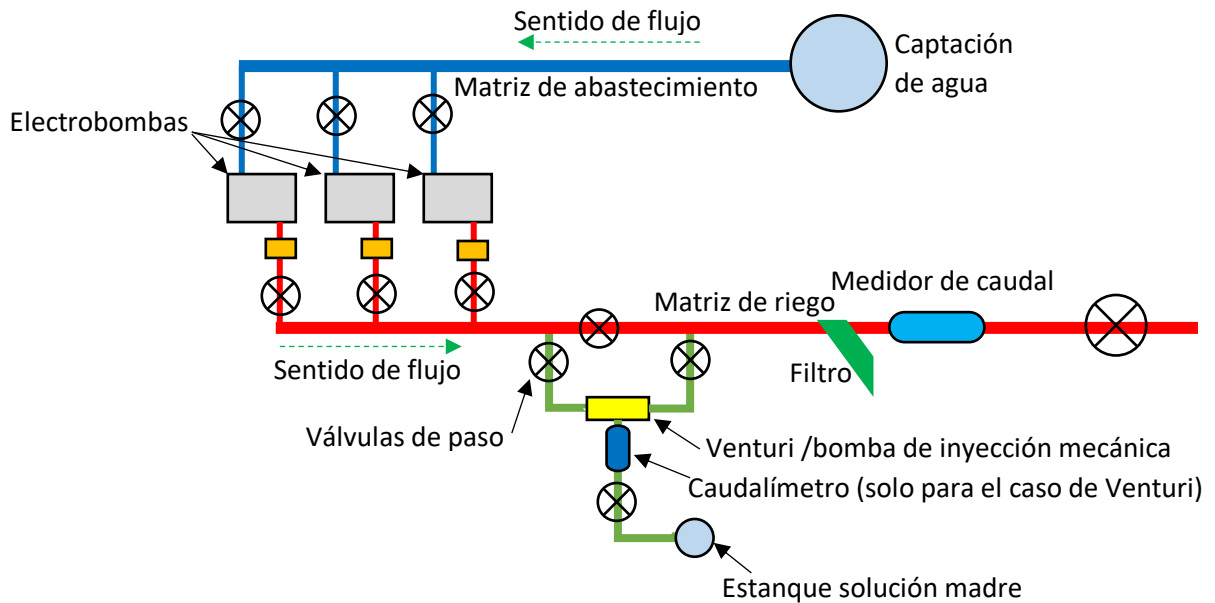 Sentido de flujo
Captación
de agua
Matriz de abastecimiento
Electrobombas
Medidor de caudal
Matriz de riego
Sentido de flujo
Filtro
Válvulas de paso
Venturi /bomba de inyección mecánica
Caudalímetro (solo para el caso de Venturi)
Estanque solución madre